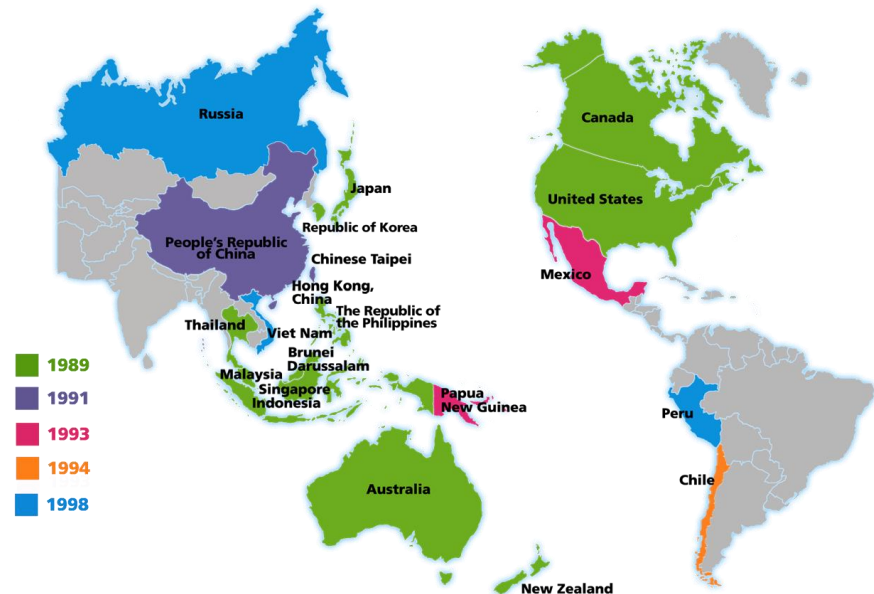 Russia
Canada
Japan
United States
Republic of Korea
People's Republic
of China
Chinese Taipei
Mexico
Hong Kong,
China
The Republic of
the Philippines
Thailand
Viet Nam
Brunei
Darussalam
Malaysia
Singapore
Indonesia
Papua
New Guinea
Peru
Chile
Australia
New Zealand
1989
1991
1993
1994
1998